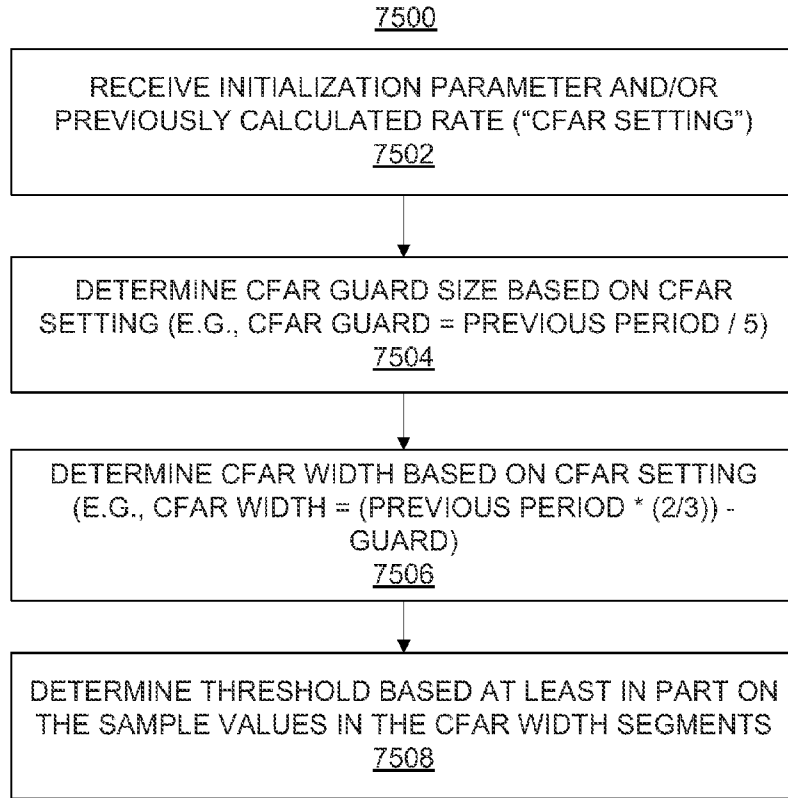 7500
RECEIVE INITIALIZATION PARAMETER AND/OR
PREVIOUSLY CALCULATED RATE (“CFAR SETTING”)
7502
DETERMINE CFAR GUARD SIZE BASED ON CFAR
SETTING (E.G., CFAR GUARD = PREVIOUS PERIOD / 5)
7504
DETERMINE CFAR WIDTH BASED ON CFAR SETTING
(E.G., CFAR WIDTH = (PREVIOUS PERIOD * (2/3)) -
GUARD)
7506
DETERMINE THRESHOLD BASED AT LEAST IN PART ON
THE SAMPLE VALUES IN THE CFAR WIDTH SEGMENTS
7508